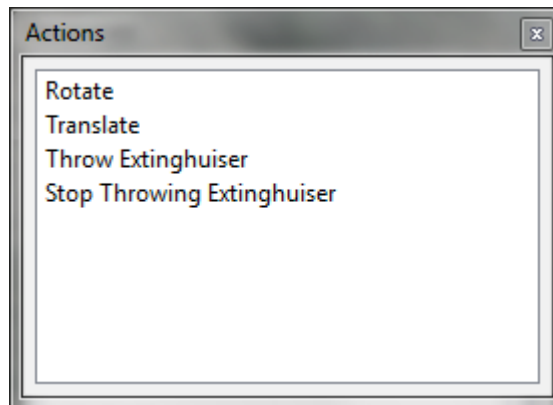 Actions
Rotate
Translate
Throw Extinghuiser
Stop Throwing Extinghuiser